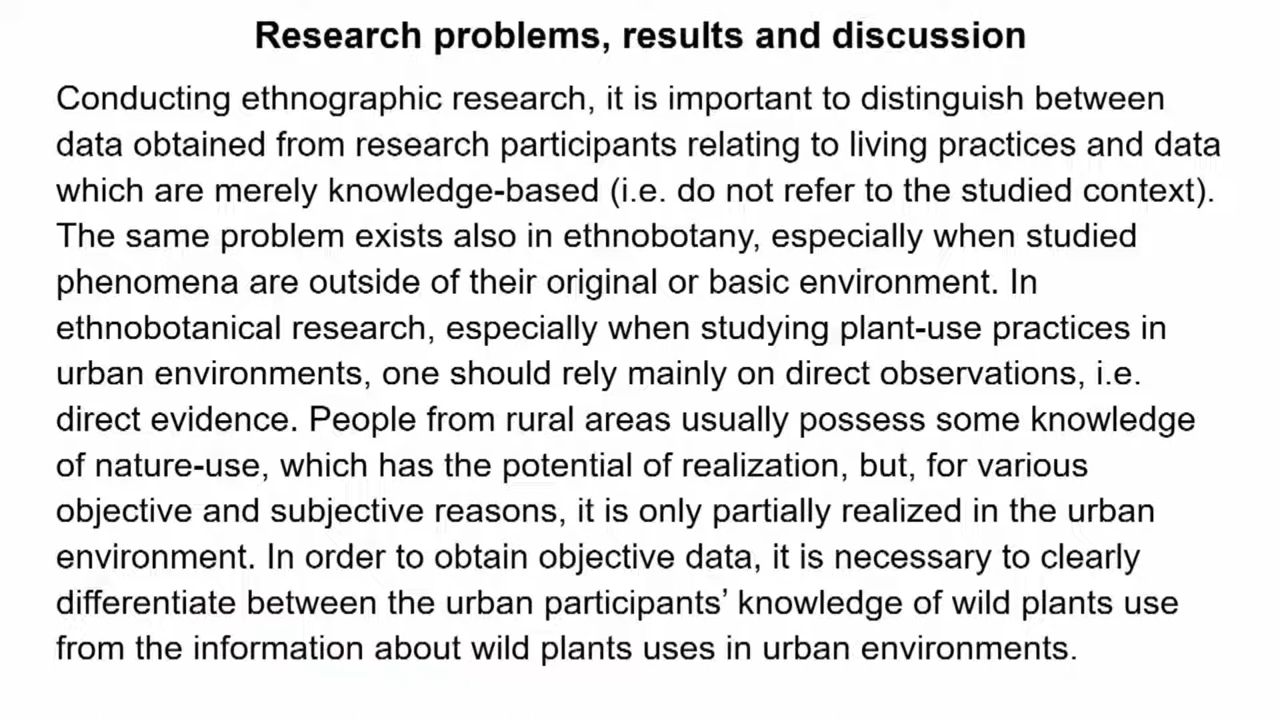 Research problems, results and discussion
Conducting ethnographic research, it is important to distinguish between
data obtained from research participants relating to living practices and data
which are merely knowledge-based (i.e. do not refer to the studied context).
The same problem exists also in ethnobotany, especially when studied
phenomena are outside of their original or basic environment. In
ethnobotanical research, especially when studying plant-use practices in
urban environments, one should rely mainly on direct observations, i.e.
direct evidence. People from rural areas usually possess some knowledge
of nature-use, which has the potential of realization, but, for various
objective and subjective reasons, it is only partially realized in the urban
environment. In order to obtain objective data, it is necessary to clearly
differentiate between the urban participants’ knowledge of wild plants use
from the information about wild plants uses in urban environments.